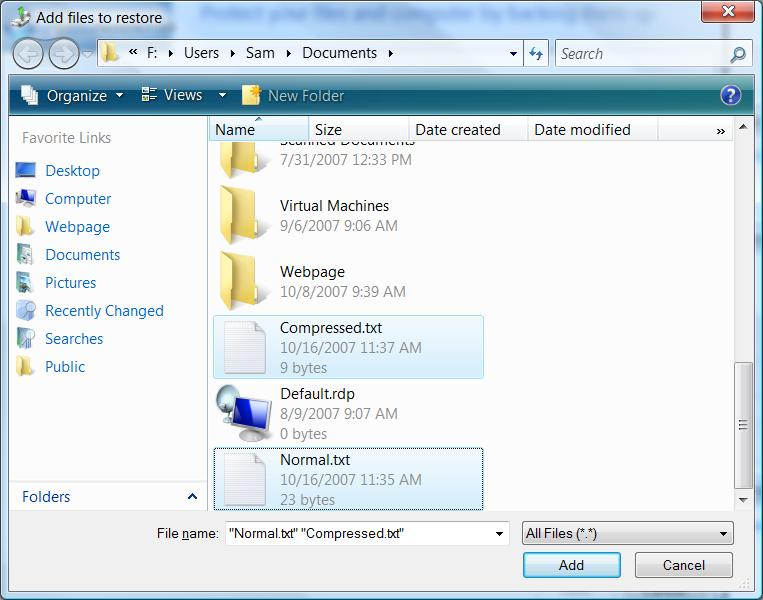 Protect your files and computer by backing them up
Add files to restore
« F: Users Sam Documents
Search
Organize Views New Folder
Favorite Links
Desktop
Computer
Webpage
Documents
Pictures
Recently Changed
Searches
Public
Folders
Name Size Date created Date modified »
Scanned Documents
7/31/2007 12:33 PM
Virtual Machines
9/6/2007 9:06 AM
Webpage
10/8/2007 9:39 AM
Compressed.txt
10/16/2007 11:37 AM
9 bytes
Default.rdp
8/9/2007 9:07 AM
0 bytes
Normal.txt
10/16/2007 11:35 AM
23 bytes
File name: "Normal.txt" "Compressed.txt"
All Files (*.*)
Add Cancel